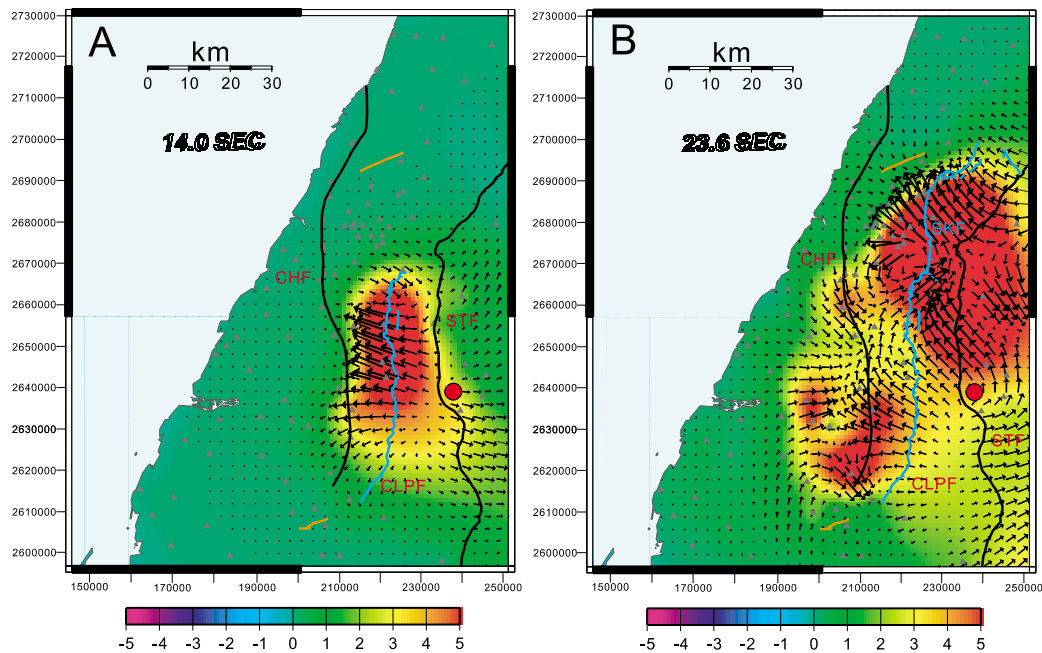 A
km
0 10 20 30
14.0 SEC
2730000
2720000
2710000
2700000
2690000
2680000
2670000
2660000
2650000
2640000
2630000
2620000
2610000
2600000
CHF
STF
CLPF
150000 170000 190000 210000 230000 250000
-5 -4 -3 -2 -1 0 1 2 3 4 5
B
km
0 10 20 30
23.6 SEC
2730000
2720000
2710000
2700000
2690000
2680000
2670000
2660000
2650000
2640000
2630000
2620000
2610000
2600000
SKF
CHF
STF
CLPF
150000 170000 190000 210000 230000 250000
-5 -4 -3 -2 -1 0 1 2 3 4 5